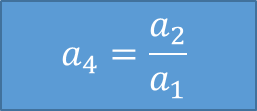 a₄ = a₂/a₁